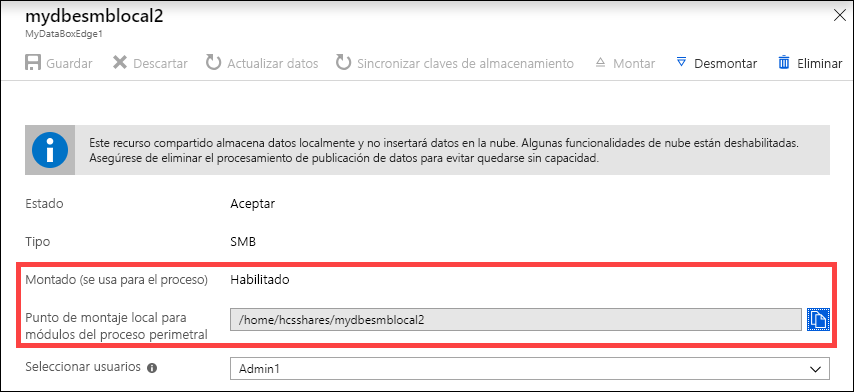 mydbesmblocal2
MyDataBoxEdge1
Guardar Descartar Actualizar datos Sincronizar claves de almacenamiento Montar Desmontar Eliminar
Este recurso compartido almacena datos localmente y no insertará datos en la nube. Algunas funcionalidades de nube están deshabilitadas.
Asegúrese de eliminar el procesamiento de publicación de datos para evitar quedarse sin capacidad.
Estado Aceptar
Tipo SMB
Montado (se usa para el proceso) Habilitado
Punto de montaje local para
módulos del proceso perimetral
/home/hcsshares/mydbesmblocal2
Seleccionar usuarios Admin1